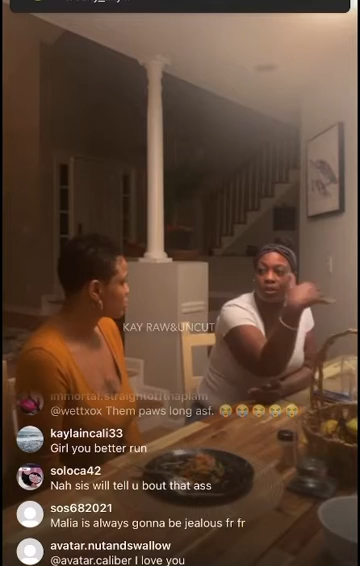 KAY RAW&UNCUT
immortal.straightofftnaplam
@wettxox Them paws long asf. 😭😭😭😭😭
kaylaincali33
Girl you better run
soloca42
Nah sis will tell u bout that ass
sos682021
Malia is always gonna be jealous fr fr
avatar.nutandswallow
@avatar.caliber I love you